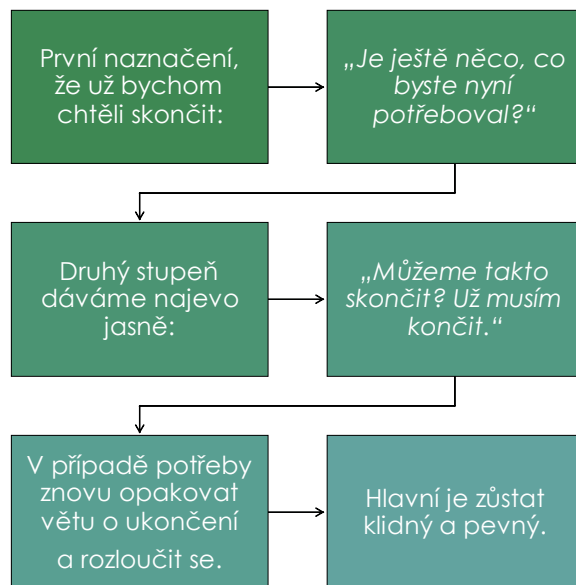 První naznačení,
že už bychom
chtěli skončit:
„Je ještě něco, co
byste nyní
potřeboval?“
Druhý stupeň
dáváme najevo
jasně:
„Můžeme takto
skončit? Už musím
končit.“
V případě potřeby
znovu opakovat
větu o ukončení
a rozloučit se.
Hlavní je zůstat
klidný a pevný.